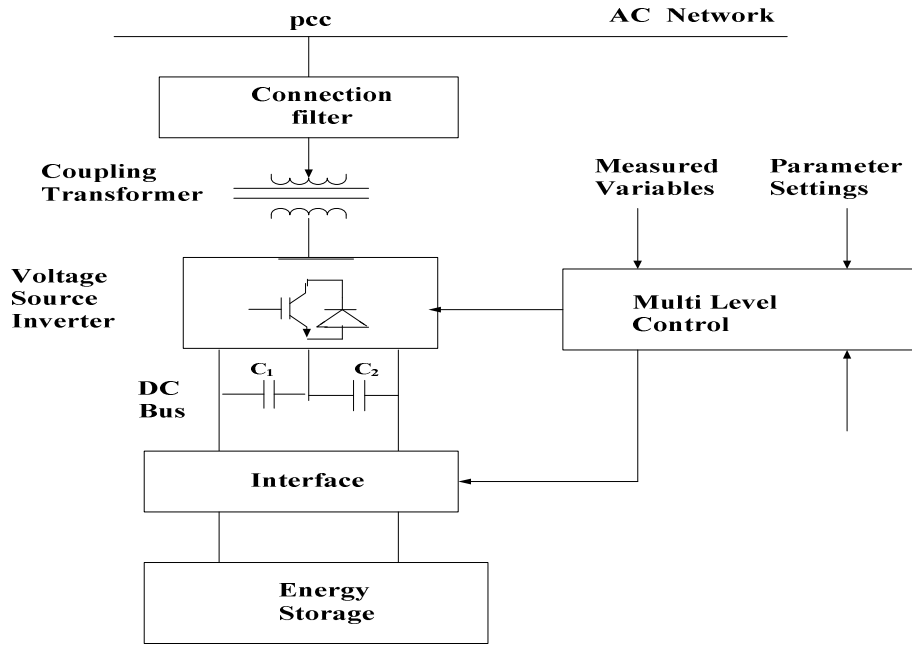 pcc
AC Network
Connection
filter
Coupling
Transformer
Measured
Variables
Parameter
Settings
Voltage
Source
Inverter
Multi Level
Control
C₁
C₂
DC
Bus
Interface
Energy
Storage